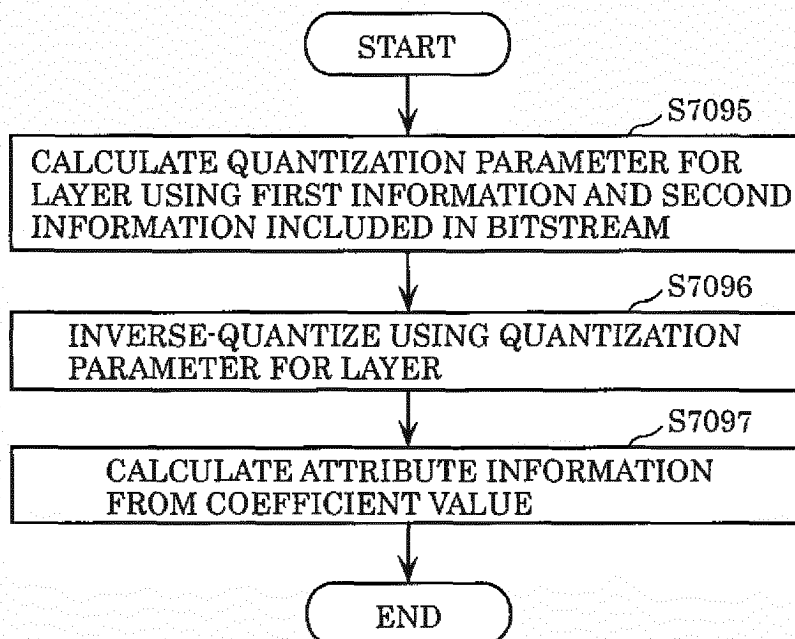 START
S7095
CALCULATE QUANTIZATION PARAMETER FOR
LAYER USING FIRST INFORMATION AND SECOND
INFORMATION INCLUDED IN BITSTREAM
S7096
INVERSE-QUANTIZE USING QUANTIZATION
PARAMETER FOR LAYER
S7097
CALCULATE ATTRIBUTE INFORMATION
FROM COEFFICIENT VALUE
END